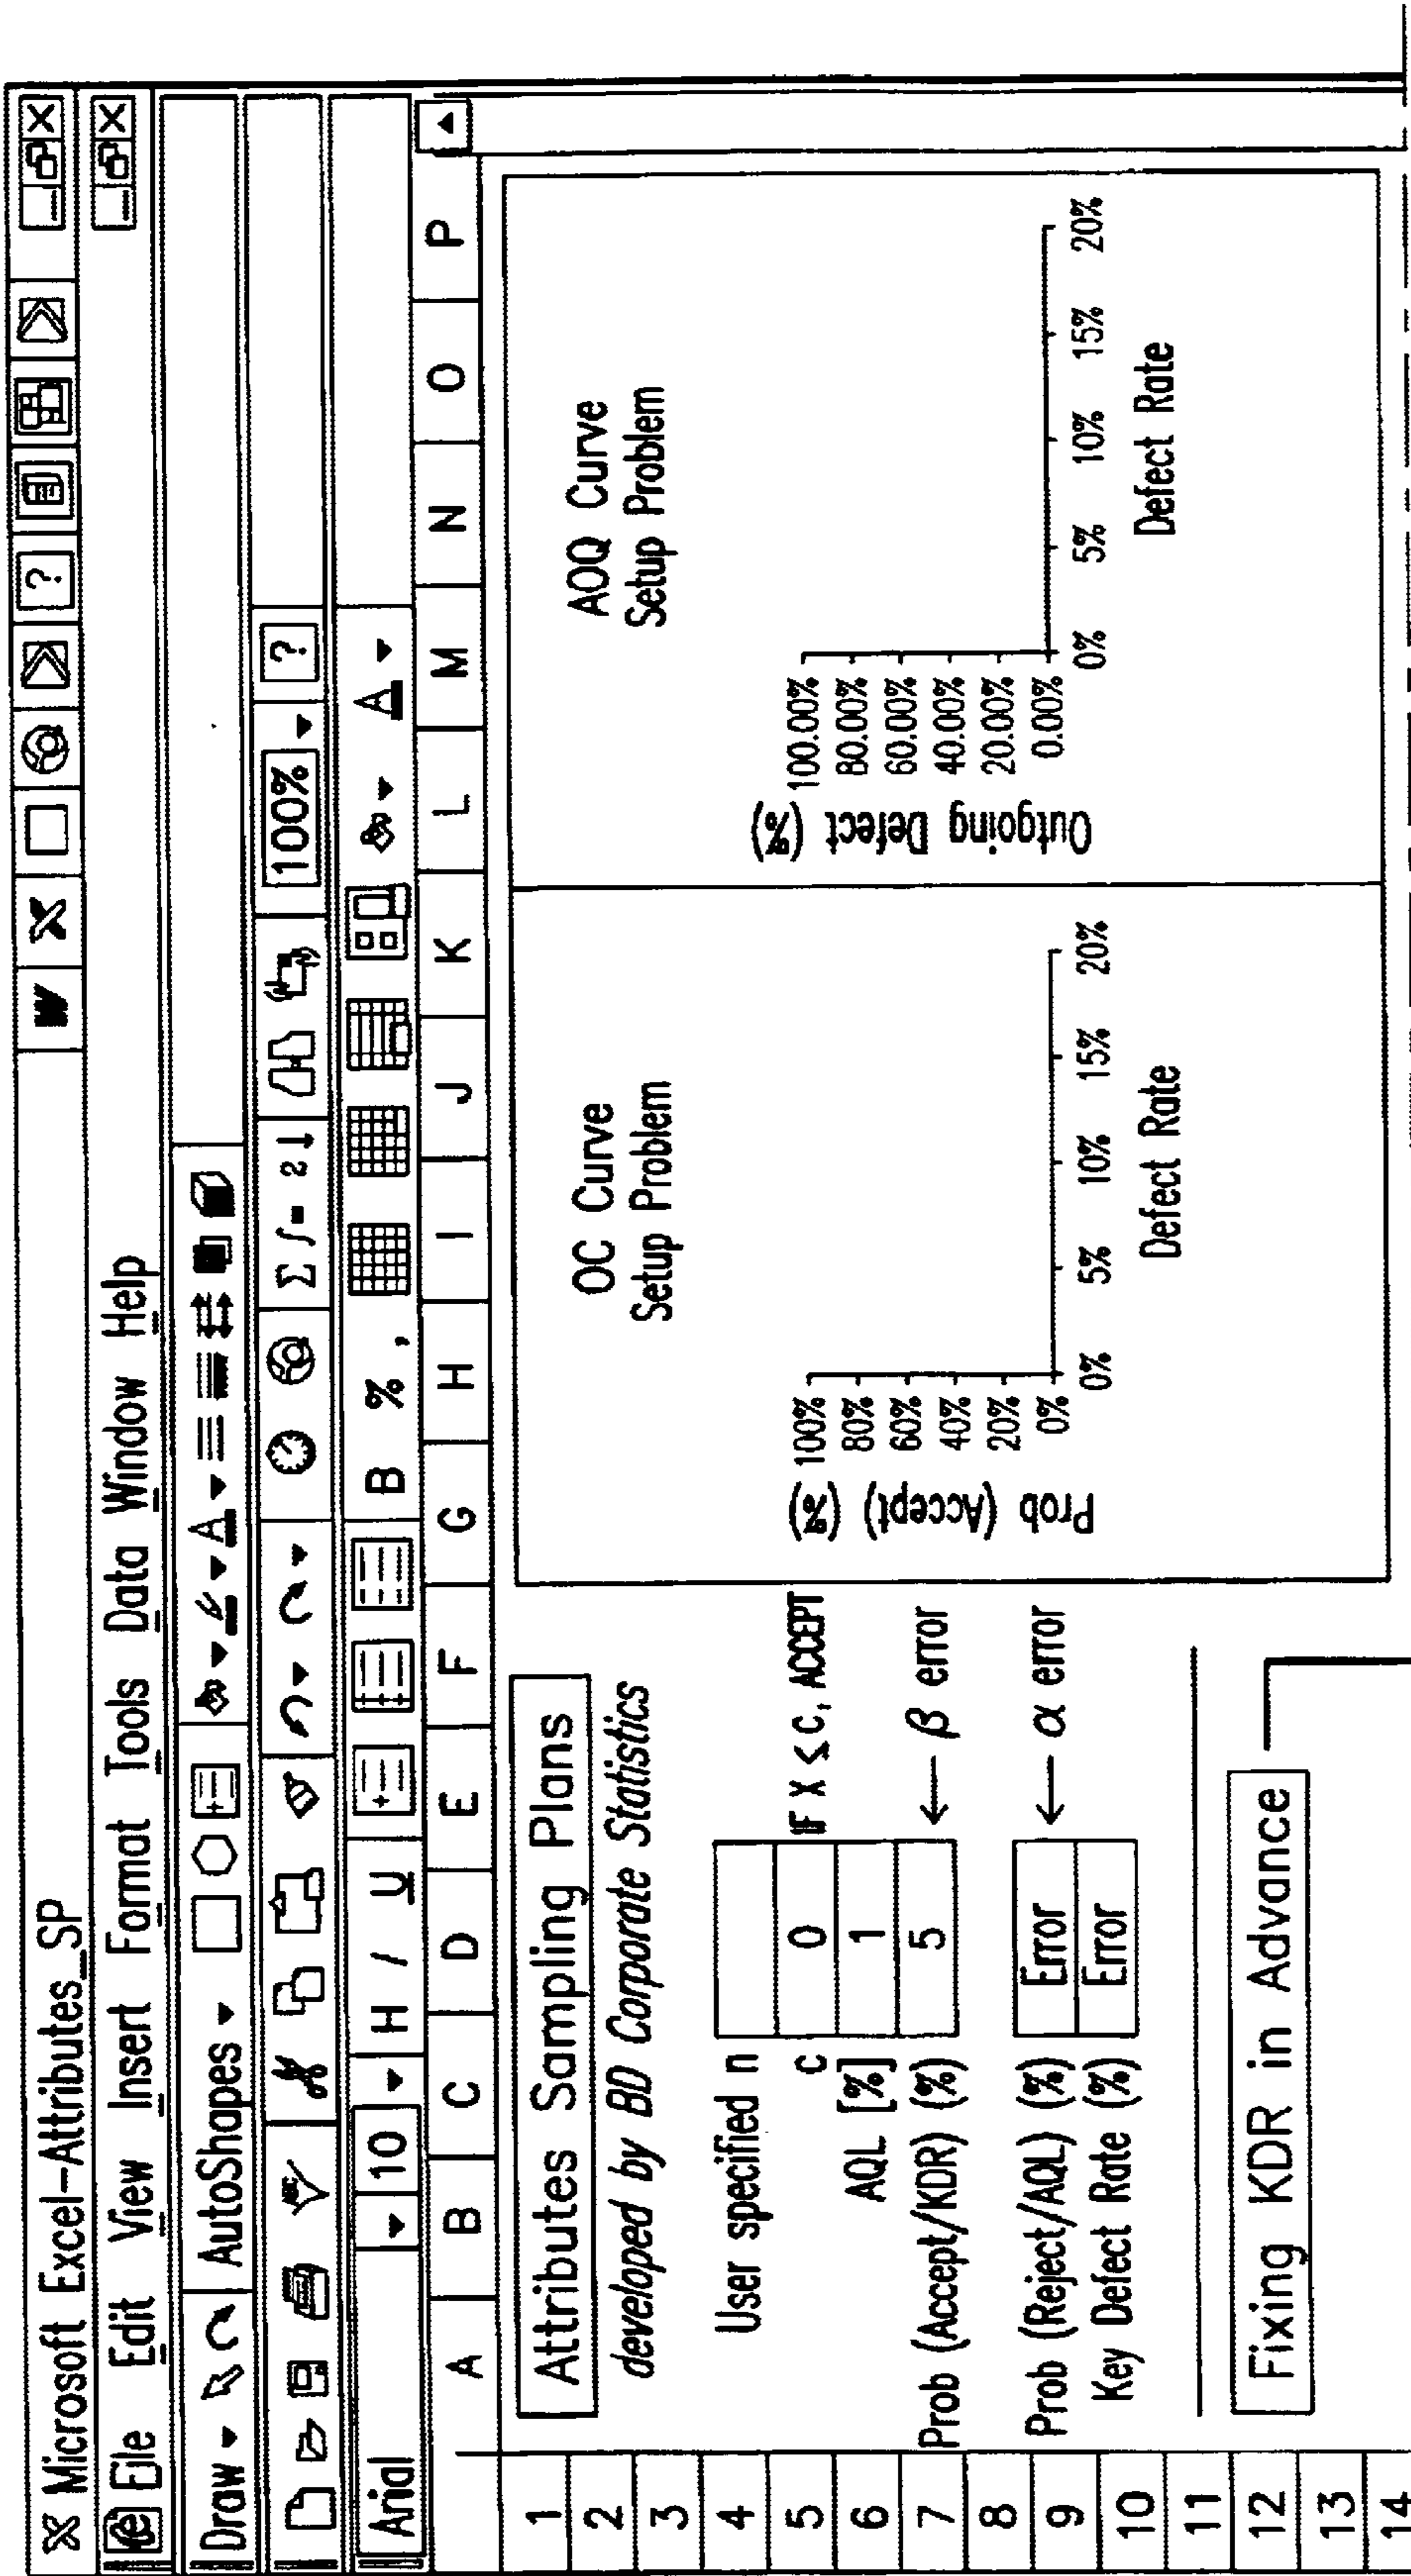 Microsoft Excel-Attributes_SP
W X ?
File Edit View Insert Format Tools Data Window Help
Draw AutoShapes A
ABC Σ f= 2↓ 100% ?
Arial 10 H / U B % , A
A B C D E F G H I J K L M N O P
1
2
3
4
5
6
7
8
9
10
11
12
13
14
Attributes Sampling Plans
developed by BD Corporate Statistics
User specified n
c 0 IF X ≤ C, ACCEPT
AQL [%] 1
Prob (Accept/KDR) (%) 5 ← β error
Prob (Reject/AQL) (%) Error ← α error
Key Defect Rate (%) Error
Fixing KDR in Advance
OC Curve
Setup Problem
Prob (Accept) (%)
100%
80%
60%
40%
20%
0%
0% 5% 10% 15% 20%
Defect Rate
AOQ Curve
Setup Problem
Outgoing Defect (%)
100.00%
80.00%
60.00%
40.00%
20.00%
0.00%
0% 5% 10% 15% 20%
Defect Rate